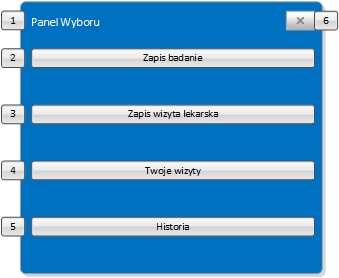 1 Panel Wyboru × 6
2 Zapis badanie
3 Zapis wizyta lekarska
4 Twoje wizyty
5 Historia